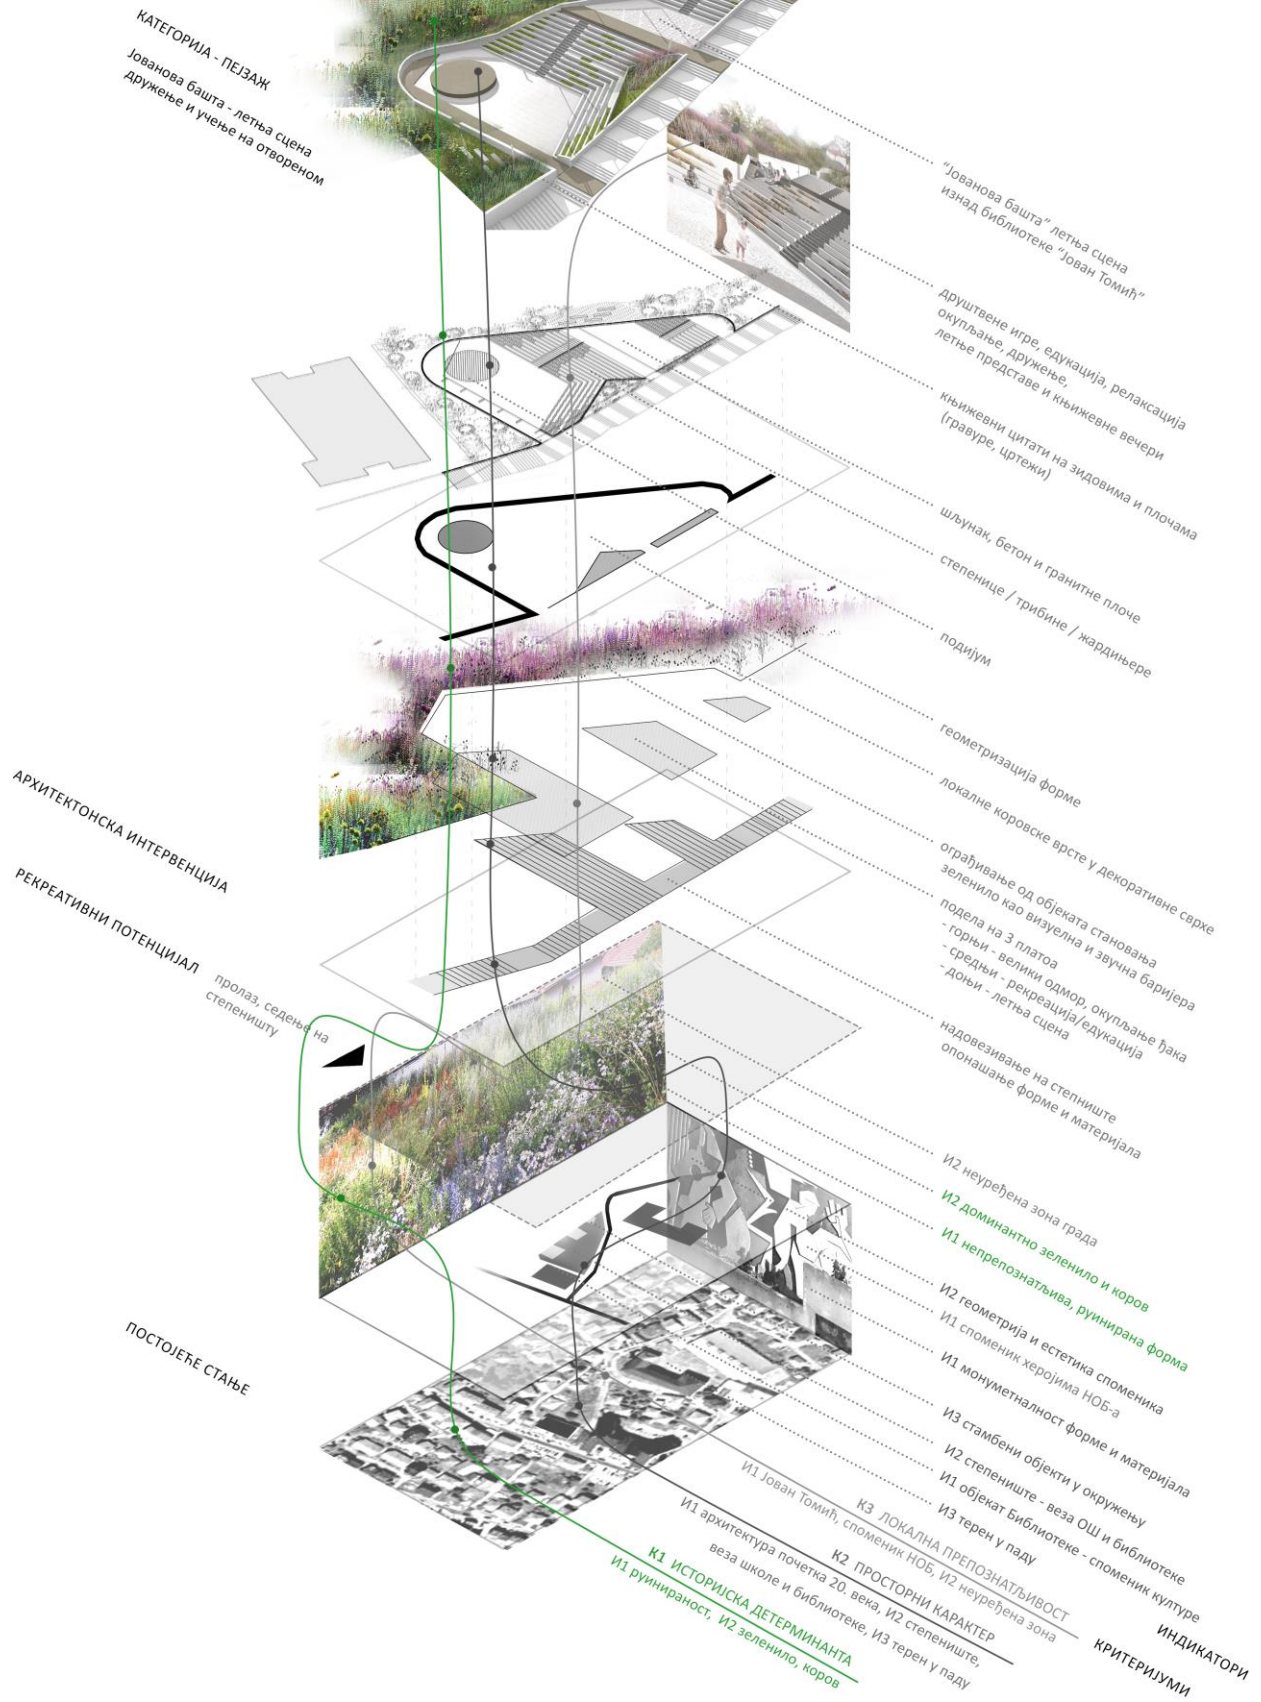 КАТЕГОРИЈА - ПЕЈЗАЖ
Јованова башта - летња сцена
дружење и учење на отвореном
“Јованова башта” летња сцена
изнад библиотеке “Јован Томић”
друштвене игре, едукација, релаксација
окупљање, дружење,
летње представе и књижевне вечери
књижевни цитати на зидовима и плочама
(гравуре, цртежи)
шљунак, бетон и гранитне плоче
степенице / трибине / жардињере
подијум
геометризација форме
локалне коровске врсте у декоративне сврхе
ограђивање од објеката становања
зеленило као визуелна и звучна баријера
подела на 3 платоа
- горњи - велики одмор, окупљање ђака
- средњи - рекреација/едукација
- доњи - летња сцена
надовезивање на степниште
опонашање форме и материјала
АРХИТЕКТОНСКА ИНТЕРВЕНЦИЈА
РЕКРЕАТИВНИ ПОТЕНЦИЈАЛ
пролаз, седење на
степеништу
И2 неуређена зона града
И2 доминантно зеленило и коров
И1 непрепознатљива, руинирана форма
И2 геометрија и естетика споменика
И1 споменик херојима НОБ-а
И1 монуметналност форме и материјала
И3 стамбени објекти у окружењу
И2 степениште - веза ОШ и библиотеке
И1 објекат Библиотеке - споменик културе
И3 терен у паду
ПОСТОЈЕЋЕ СТАЊЕ
К3 ЛОКАЛНА ПРЕПОЗНАТЉИВОСТ
И1 Јован Томић, споменик НОБ, И2 неуређена зона
К2 ПРОСТОРНИ КАРАКТЕР
И1 архитектура почетка 20. века, И2 степениште,
веза школе и библиотеке, И3 терен у паду
К1 ИСТОРИЈСКА ДЕТЕРМИНАНТА
И1 руинираност, И2 зеленило, коров
ИНДИКАТОРИ
КРИТЕРИЈУМИ